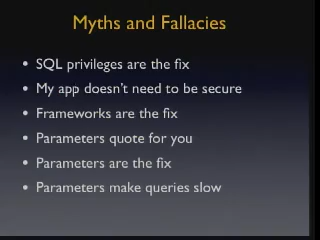 Myths and Fallacies
• SQL privileges are the fix
• My app doesn't need to be secure
• Frameworks are the fix
• Parameters quote for you
• Parameters are the fix
• Parameters make queries slow